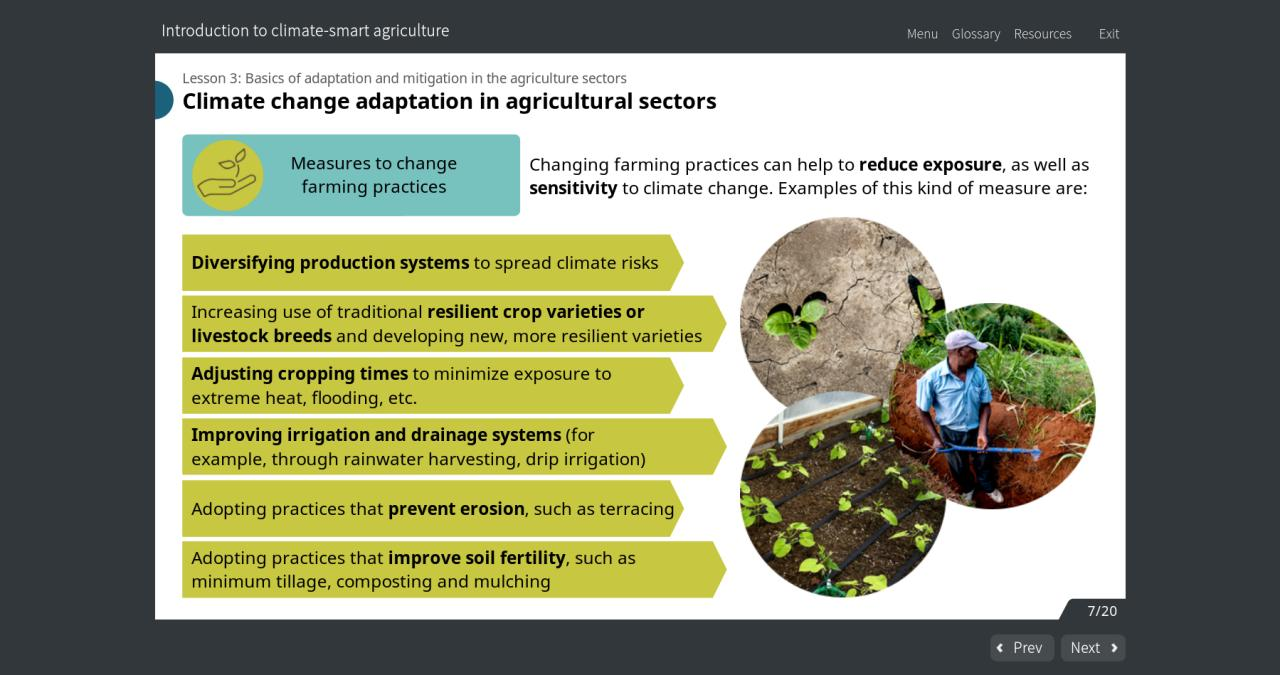 Introduction to climate-smart agriculture
Menu Glossary Resources Exit
Lesson 3: Basics of adaptation and mitigation in the agriculture sectors
Climate change adaptation in agricultural sectors
Measures to change
farming practices
Changing farming practices can help to reduce exposure, as well as
sensitivity to climate change. Examples of this kind of measure are:
Diversifying production systems to spread climate risks
Increasing use of traditional resilient crop varieties or
livestock breeds and developing new, more resilient varieties
Adjusting cropping times to minimize exposure to
extreme heat, flooding, etc.
Improving irrigation and drainage systems (for
example, through rainwater harvesting, drip irrigation)
Adopting practices that prevent erosion, such as terracing
Adopting practices that improve soil fertility, such as
minimum tillage, composting and mulching
7/20
Prev Next